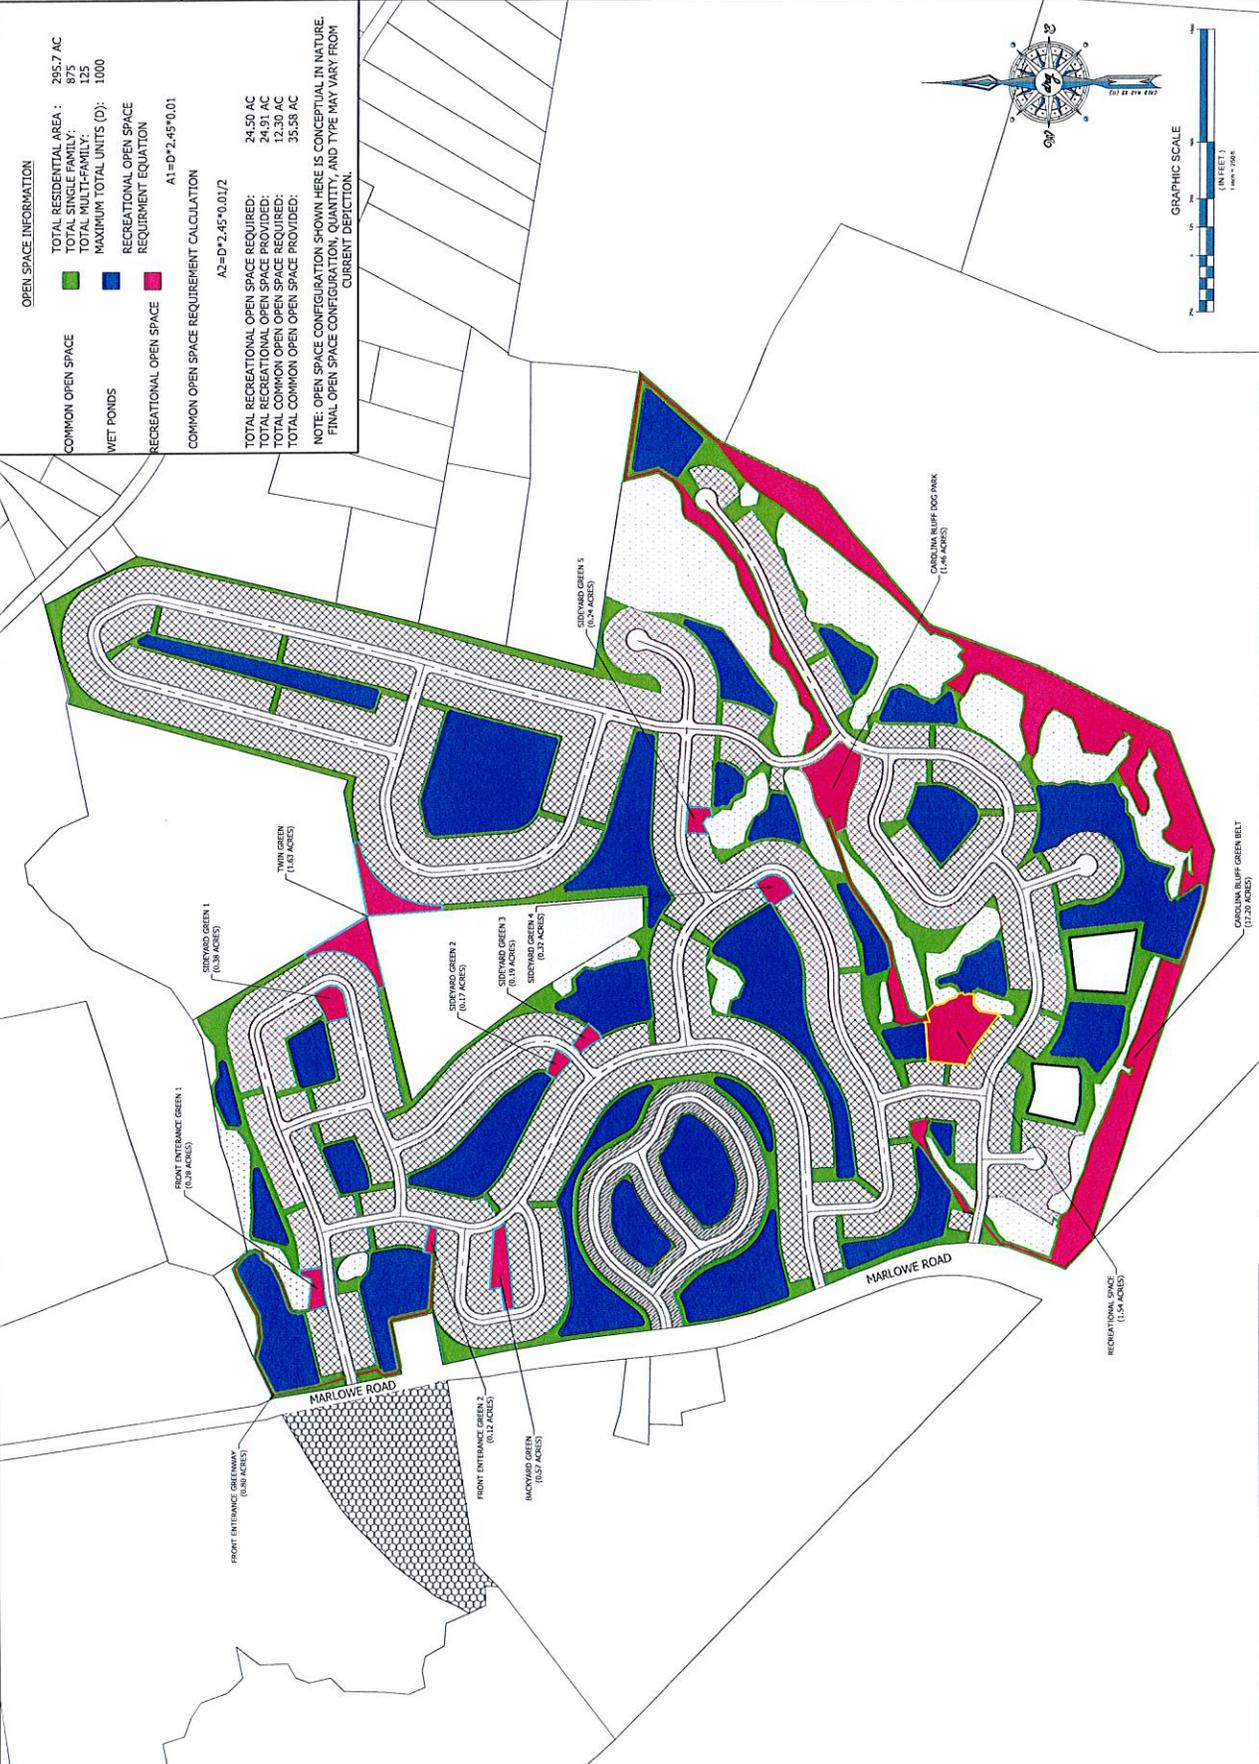 OPEN SPACE INFORMATION
COMMON OPEN SPACE
WET PONDS
RECREATIONAL OPEN SPACE
TOTAL RESIDENTIAL AREA : 295.7 AC
TOTAL SINGLE FAMILY: 875
TOTAL MULTI-FAMILY: 125
MAXIMUM TOTAL UNITS (D): 1000
RECREATIONAL OPEN SPACE
REQUIRMENT EQUATION
A1=D*2.45*0.01
COMMON OPEN SPACE REQUIREMENT CALCULATION
A2=D*2.45*0.01/2
TOTAL RECREATIONAL OPEN SPACE REQUIRED: 24.50 AC
TOTAL RECREATIONAL OPEN SPACE PROVIDED: 24.91 AC
TOTAL COMMON OPEN SPACE REQUIRED: 12.30 AC
TOTAL COMMON OPEN SPACE PROVIDED: 35.58 AC
NOTE: OPEN SPACE CONFIGURATION SHOWN HERE IS CONCEPTUAL IN NATURE.
FINAL OPEN SPACE CONFIGURATION, QUANTITY, AND TYPE MAY VARY FROM
CURRENT DEPICTION.
GRAPHIC SCALE
( IN FEET )
FRONT ENTERANCE GREENWAY
(0.80 ACRES)
FRONT ENTERANCE GREEN 1
(0.28 ACRES)
SIDEYARD GREEN 1
(0.38 ACRES)
TWIN GREEN
(1.63 ACRES)
SIDEYARD GREEN 2
(0.17 ACRES)
SIDEYARD GREEN 3
(0.19 ACRES)
SIDEYARD GREEN 4
(0.32 ACRES)
SIDEYARD GREEN 5
(0.24 ACRES)
CAROLINA BLUFF DOG PARK
(1.46 ACRES)
CAROLINA BLUFF GREEN BELT
(17.20 ACRES)
RECREATIONAL SPACE
(1.54 ACRES)
FRONT ENTERANCE GREEN 2
(0.12 ACRES)
BACKYARD GREEN
(0.57 ACRES)
MARLOWE ROAD
MARLOWE ROAD